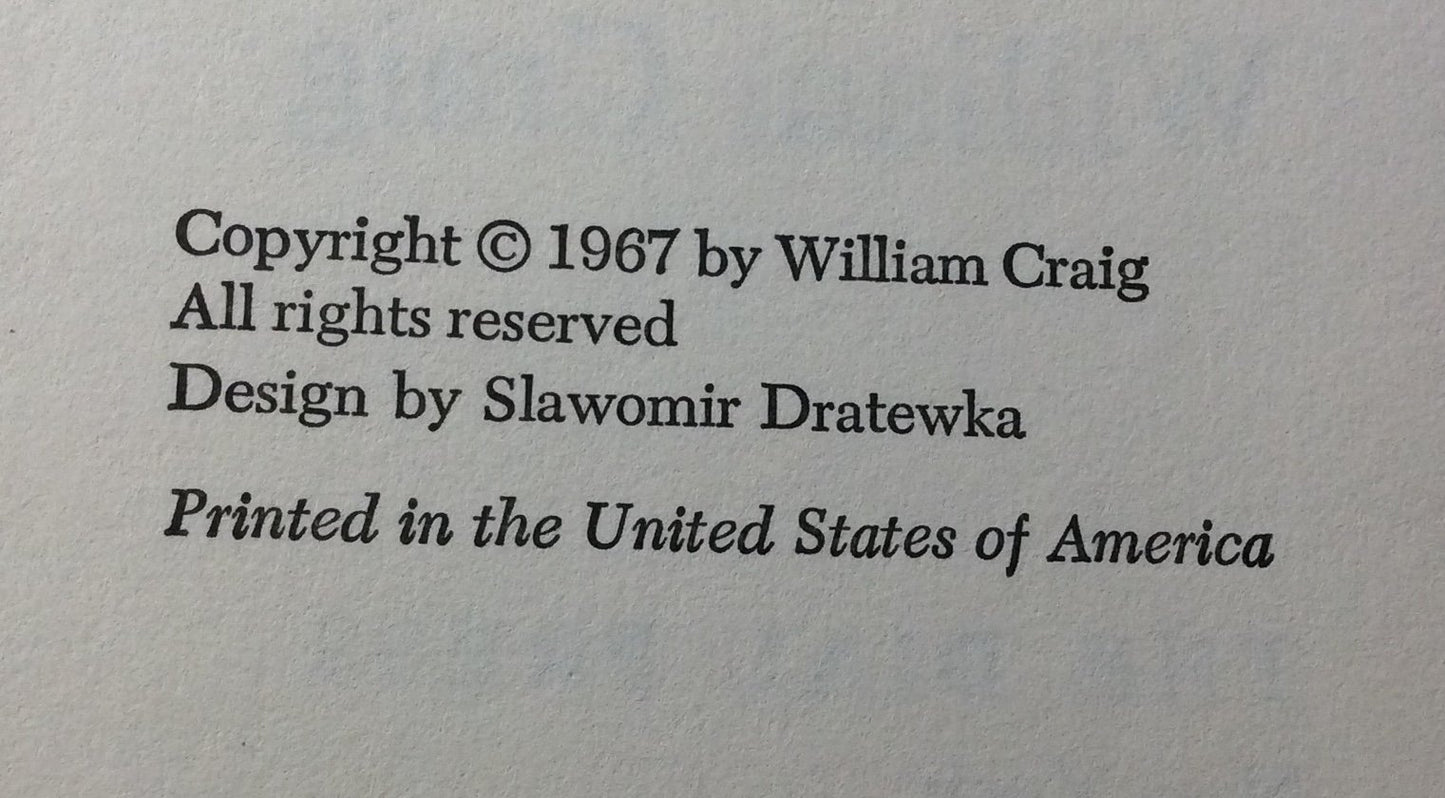 Copyright © 1967 by William Craig
All rights reserved
Design by Slawomir Dratewka
Printed in the United States of America